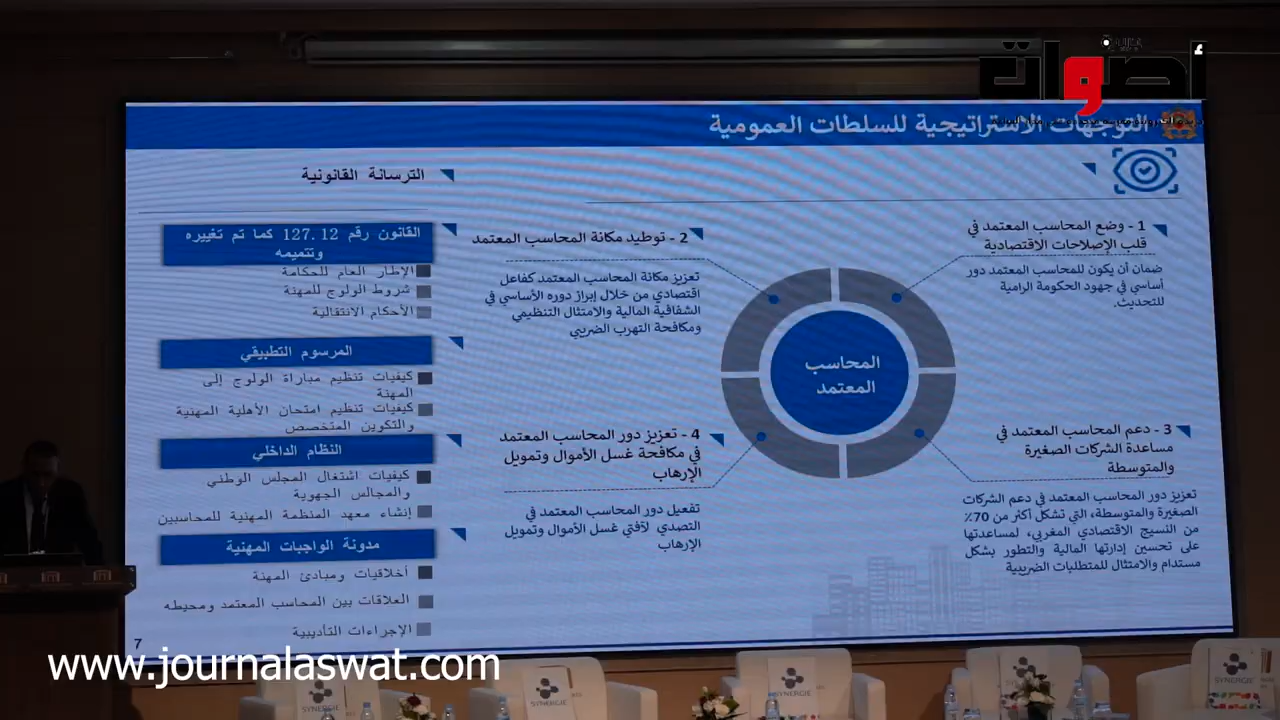 أصوات
التوجهات الاستراتيجية للسلطات العمومية
1 - وضع المحاسب المعتمد في
قلب الإصلاحات الاقتصادية
ضمان أن يكون للمحاسب المعتمد دور
أساسي في جهود الحكومة الرامية
للتحديث.
2 - توطيد مكانة المحاسب المعتمد
تعزيز مكانة المحاسب المعتمد كفاعل
اقتصادي من خلال إبراز دوره الأساسي في
الشفافية المالية والامتثال التنظيمي
ومكافحة التهرب الضريبي
المحاسب
المعتمد
3 - دعم المحاسب المعتمد في
مساعدة الشركات الصغيرة
والمتوسطة
تعزيز دور المحاسب المعتمد في دعم الشركات
الصغيرة والمتوسطة، التي تشكل أكثر من 70٪
من النسيج الاقتصادي المغربي، لمساعدتها
على تحسين إدارتها المالية والتطور بشكل
مستدام والامتثال للمتطلبات الضريبية
4 - تعزيز دور المحاسب المعتمد
في مكافحة غسل الأموال وتمويل
الإرهاب
تفعيل دور المحاسب المعتمد في
التصدي لآفتي غسل الأموال وتمويل
الإرهاب
الترسانة القانونية
القانون رقم 127.12 كما تم تغييره
وتتميمه
الإطار العام للحكامة
شروط الولوج للمهنة
الأحكام الانتقالية
المرسوم التطبيقي
كيفيات تنظيم مباراة الولوج إلى
المهنة
كيفيات تنظيم امتحان الأهلية المهنية
والتكوين المتخصص
النظام الداخلي
كيفيات اشتغال المجلس الوطني
والمجالس الجهوية
إنشاء معهد المنظمة المهنية للمحاسبين
مدونة الواجبات المهنية
أخلاقيات ومبادئ المهنة
العلاقات بين المحاسب المعتمد ومحيطه
الإجراءات التأديبية
7
www.journalaswat.com
SYNERGIE
SYNERGIE
SYNERGIE
SYNERGIE
SYNERGIE